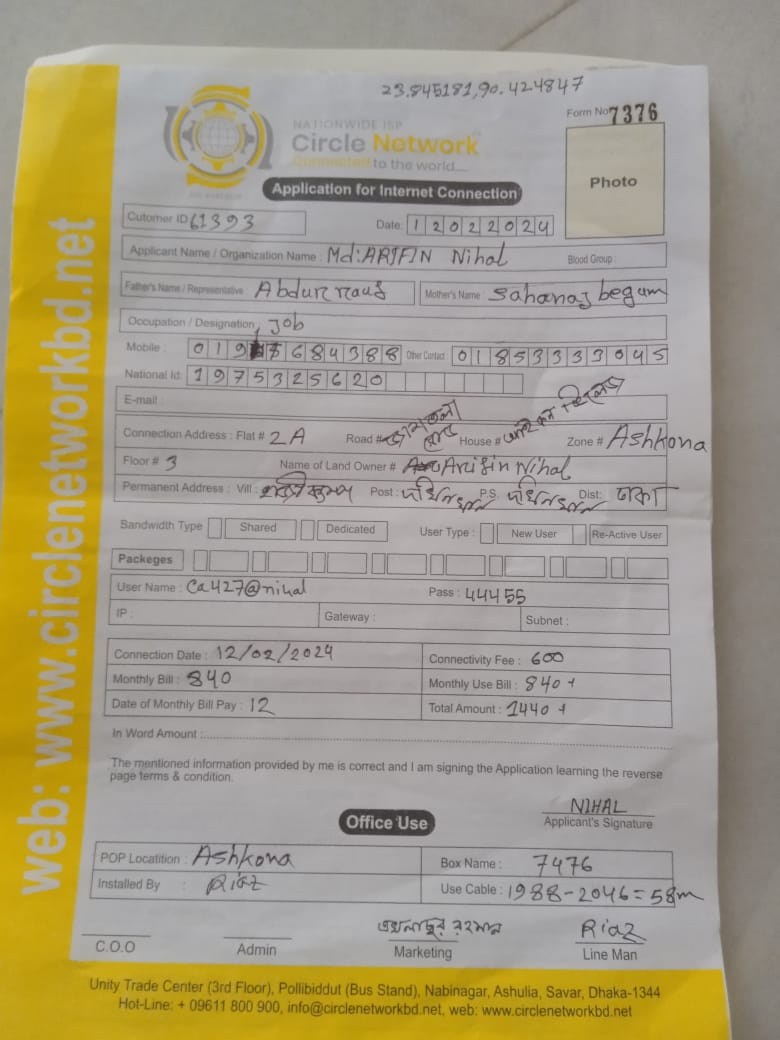 23.845181,90.424847
Form No 7376
NATIONWIDE ISP
Circle Network
Connected to the world....
Photo
Application for Internet Connection
Cutomer ID 61393 Date: 12022024
Applicant Name / Organization Name : Md: ARIFIN Nihal Blood Group :
Father's Name / Representative : Abdur rauf Mother's Name Sahanaj begum
Occupation / Designation job
Mobile : 019 684388 Other Contact : 01853333045
National Id: 1975325620
E-mail :
Connection Address : Flat # 2A Road # House # Zone # Ashkona
Floor # 3 Name of Land Owner # Arifin Nihal
Permanent Address : Vill : Post : P.S. Dist: ঢাকা
Bandwidth Type Shared Dedicated User Type : New User Re-Active User
Packeges
User Name : Ca427@nihal Pass : 44455
IP : Gateway : Subnet :
Connection Date : 12/02/2024 Connectivity Fee : 600
Monthly Bill : 840 Monthly Use Bill : 840 +
Date of Monthly Bill Pay : 12 Total Amount : 1440 +
In Word Amount :
The mentioned information provided by me is correct and I am signing the Application learning the reverse
page terms & condition.
NIHAL
Applicant's Signature
Office Use
POP Locatition : Ashkona Box Name : 7476
Installed By : Riaz Use Cable : 1988-2046=58m
রহমান Riaz
C.O.O Admin Marketing Line Man
Unity Trade Center (3rd Floor), Pollibiddut (Bus Stand), Nabinagar, Ashulia, Savar, Dhaka-1344
Hot-Line: + 09611 800 900, info@circlenetworkbd.net, web: www.circlenetworkbd.net
web: www.circlenetworkbd.net